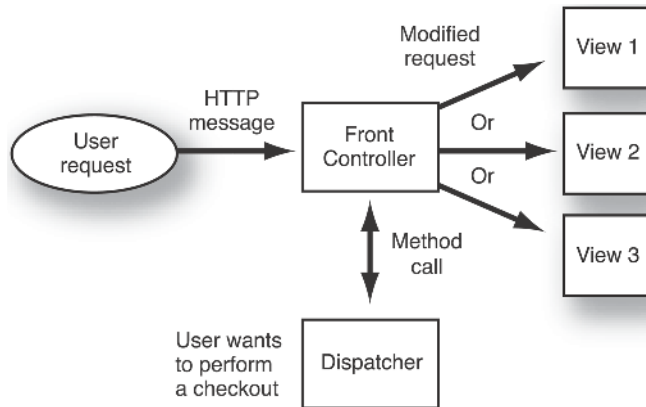 Modified
request
View 1
HTTP
message
User
request
Front
Controller
Or
View 2
Or
View 3
Method
call
User wants
to perform
a checkout
Dispatcher